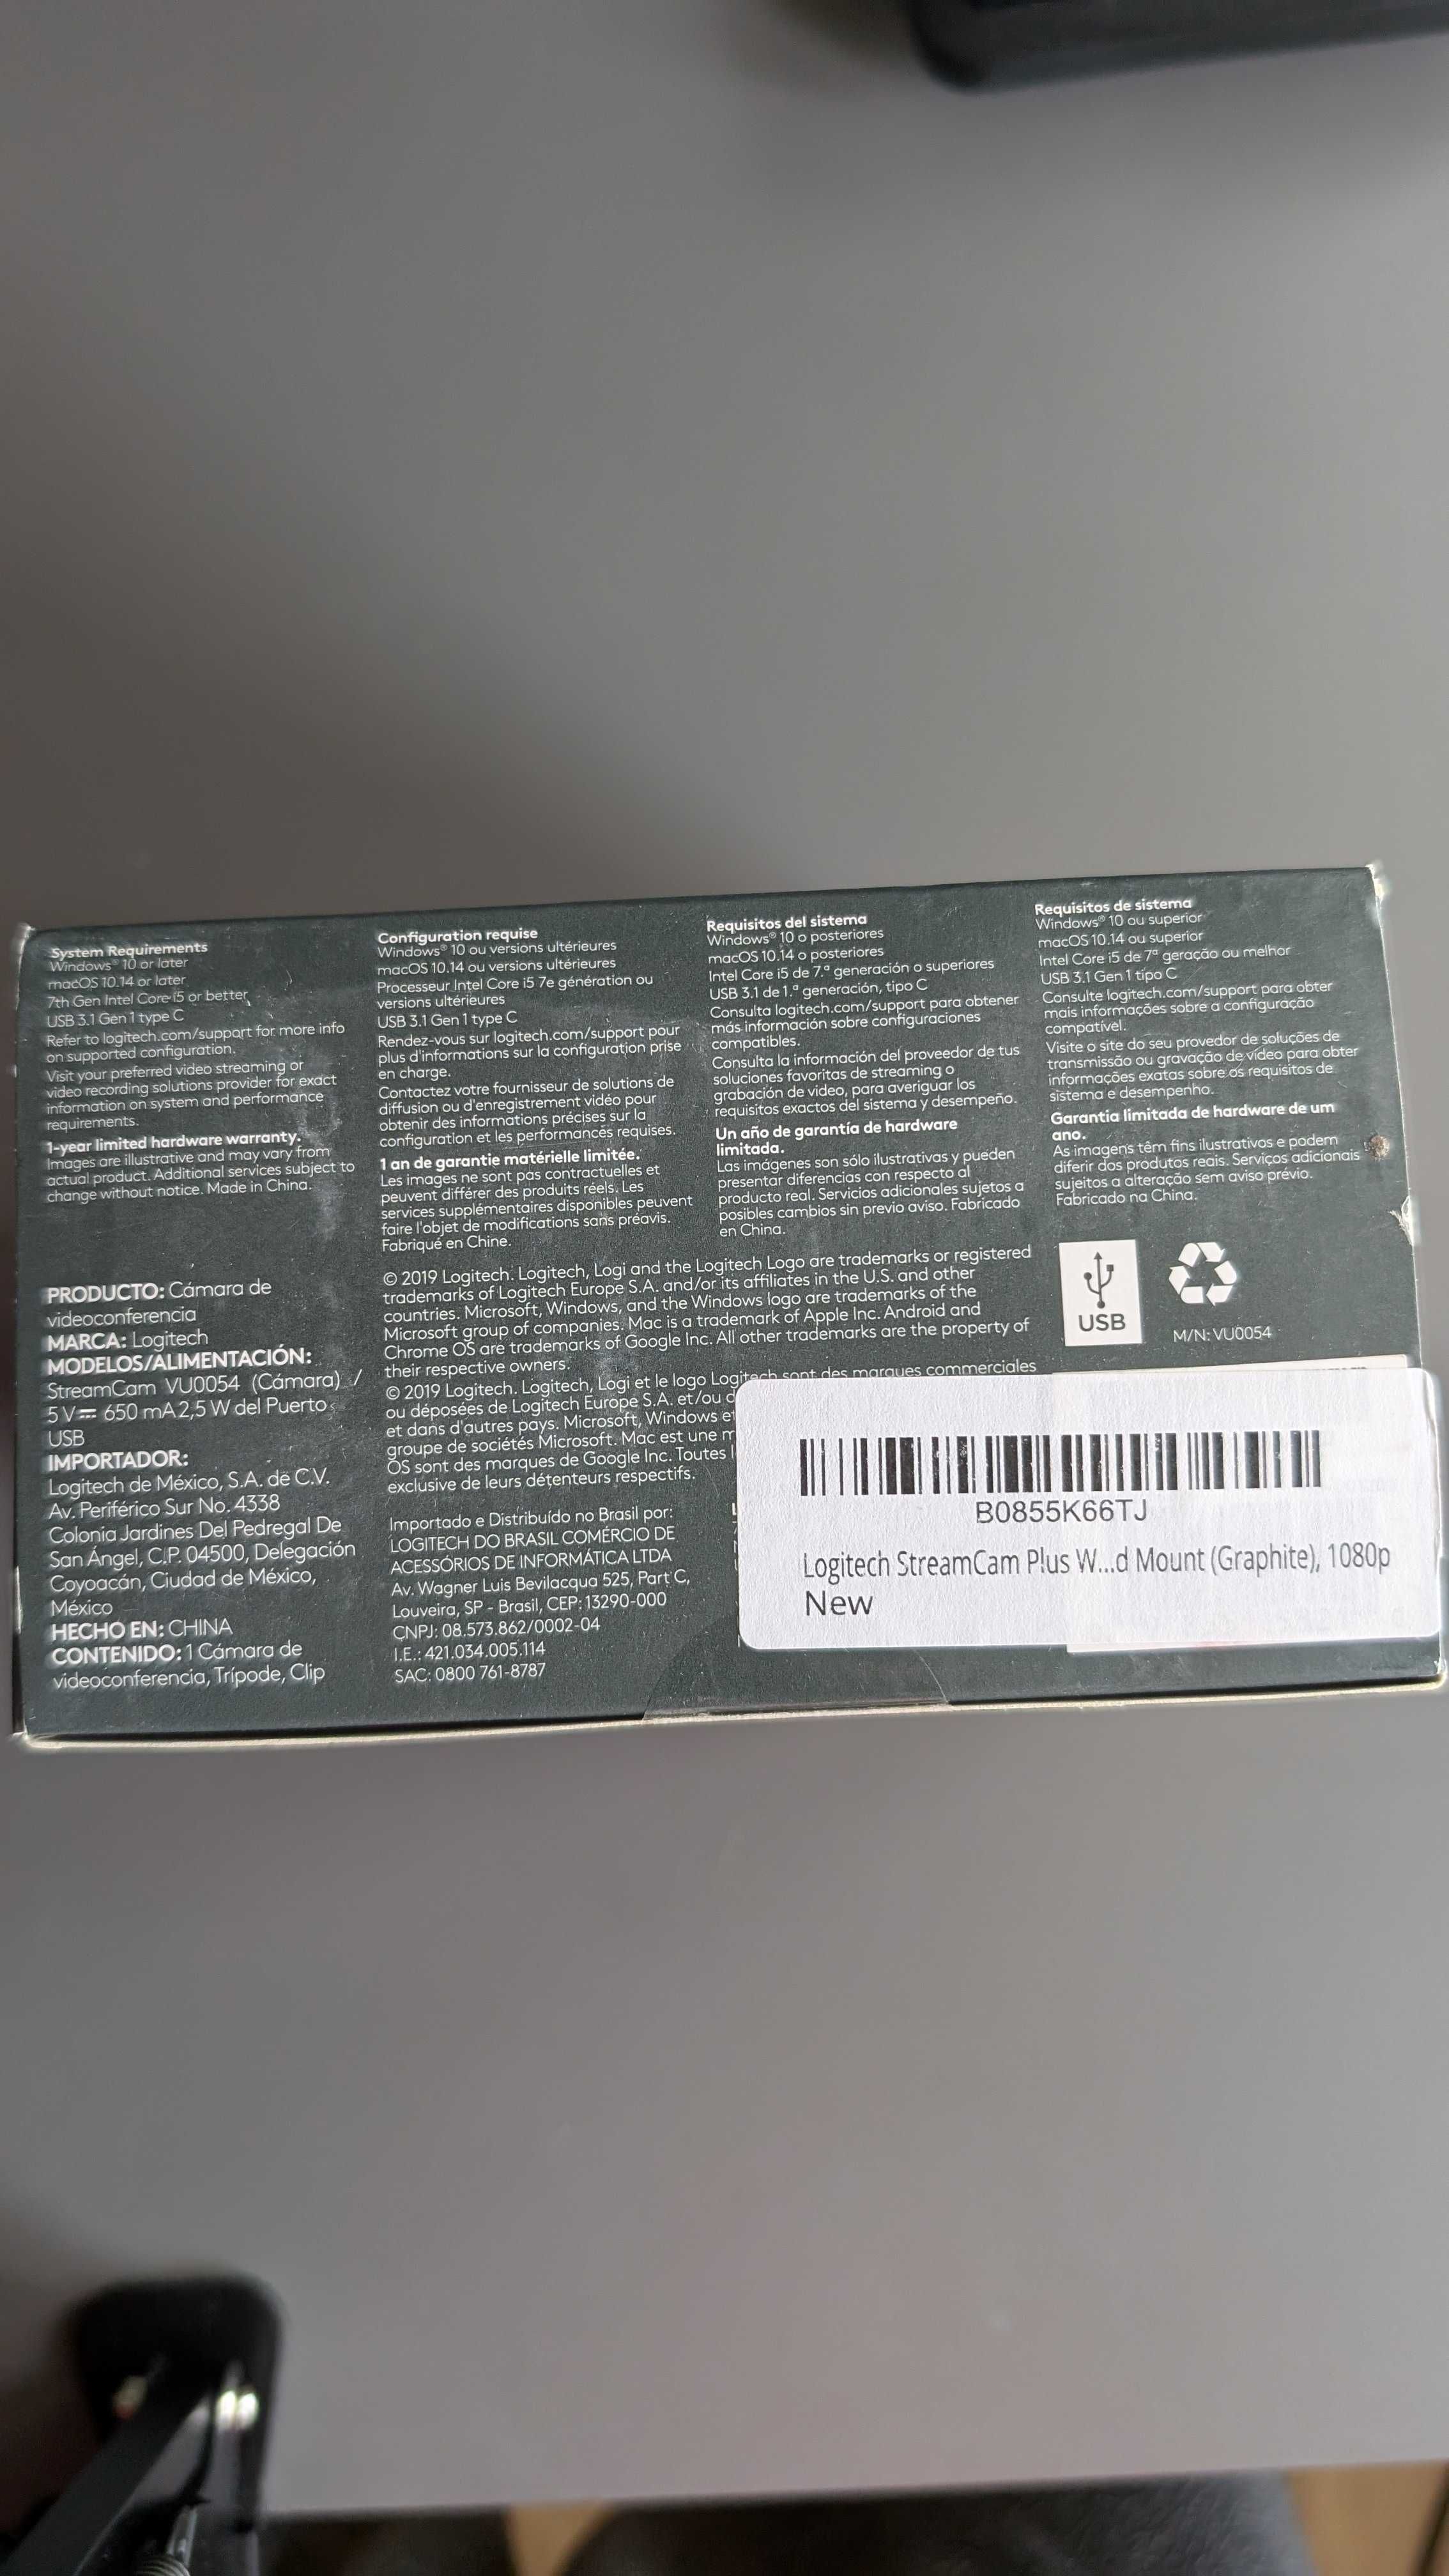 System Requirements
Windows® 10 or later
macOS 10.14 or later
7th Gen Intel Core i5 or better
USB 3.1 Gen 1 type C
Refer to logitech.com/support for more info
on supported configuration.
Visit your preferred video streaming or
video recording solutions provider for exact
information on system and performance
requirements.
1-year limited hardware warranty.
Images are illustrative and may vary from
actual product. Additional services subject to
change without notice. Made in China.
PRODUCTO: Cámara de
videoconferencia
MARCA: Logitech
MODELOS/ALIMENTACIÓN:
StreamCam VU0054 (Cámara) /
5 V⎓ 650 mA 2,5 W del Puerto
USB
IMPORTADOR:
Logitech de México, S.A. de C.V.
Av. Periférico Sur No. 4338
Colonia Jardines Del Pedregal De
San Ángel, C.P. 04500, Delegación
Coyoacán, Ciudad de México,
México
HECHO EN: CHINA
CONTENIDO: 1 Cámara de
videoconferencia, Trípode, Clip
Configuration requise
Windows® 10 ou versions ultérieures
macOS 10.14 ou versions ultérieures
Processeur Intel Core i5 7e génération ou
versions ultérieures
USB 3.1 Gen 1 type C
Rendez-vous sur logitech.com/support pour
plus d'informations sur la configuration prise
en charge.
Contactez votre fournisseur de solutions de
diffusion ou d'enregistrement vidéo pour
obtenir des informations précises sur la
configuration et les performances requises.
1 an de garantie matérielle limitée.
Les images ne sont pas contractuelles et
peuvent différer des produits réels. Les
services supplémentaires disponibles peuvent
faire l'objet de modifications sans préavis.
Fabriqué en Chine.
Requisitos del sistema
Windows® 10 o posteriores
macOS 10.14 o posteriores
Intel Core i5 de 7.ª generación o superiores
USB 3.1 de 1.ª generación, tipo C
Consulta logitech.com/support para obtener
más información sobre configuraciones
compatibles.
Consulta la información del proveedor de tus
soluciones favoritas de streaming o
grabación de video, para averiguar los
requisitos exactos del sistema y desempeño.
Un año de garantía de hardware
limitada.
Las imágenes son sólo ilustrativas y pueden
presentar diferencias con respecto al
producto real. Servicios adicionales sujetos a
posibles cambios sin previo aviso. Fabricado
en China.
Requisitos de sistema
Windows® 10 ou superior
macOS 10.14 ou superior
Intel Core i5 de 7ª geração ou melhor
USB 3.1 Gen 1 tipo C
Consulte logitech.com/support para obter
mais informações sobre a configuração
compatível.
Visite o site do seu provedor de soluções de
transmissão ou gravação de vídeo para obter
informações exatas sobre os requisitos de
sistema e desempenho.
Garantia limitada de hardware de um
ano.
As imagens têm fins ilustrativos e podem
diferir dos produtos reais. Serviços adicionais
sujeitos a alteração sem aviso prévio.
Fabricado na China.
© 2019 Logitech. Logitech, Logi and the Logitech Logo are trademarks or registered
trademarks of Logitech Europe S.A. and/or its affiliates in the U.S. and other
countries. Microsoft, Windows, and the Windows logo are trademarks of the
Microsoft group of companies. Mac is a trademark of Apple Inc. Android and
Chrome OS are trademarks of Google Inc. All other trademarks are the property of
their respective owners.
© 2019 Logitech. Logitech, Logi et le logo Logitech sont des marques commerciales
ou déposées de Logitech Europe S.A. et/ou
et dans d'autres pays. Microsoft, Windows et
groupe de sociétés Microsoft. Mac est une
OS sont des marques de Google Inc. Toutes
exclusive de leurs détenteurs respectifs.
Importado e Distribuído no Brasil por:
LOGITECH DO BRASIL COMÉRCIO DE
ACESSÓRIOS DE INFORMÁTICA LTDA
Av. Wagner Luis Bevilacqua 525, Part C,
Louveira, SP - Brasil, CEP: 13290-000
CNPJ: 08.573.862/0002-04
I.E.: 421.034.005.114
SAC: 0800 761-8787
USB
M/N: VU0054
B0855K66TJ
Logitech StreamCam Plus W...d Mount (Graphite), 1080p
New